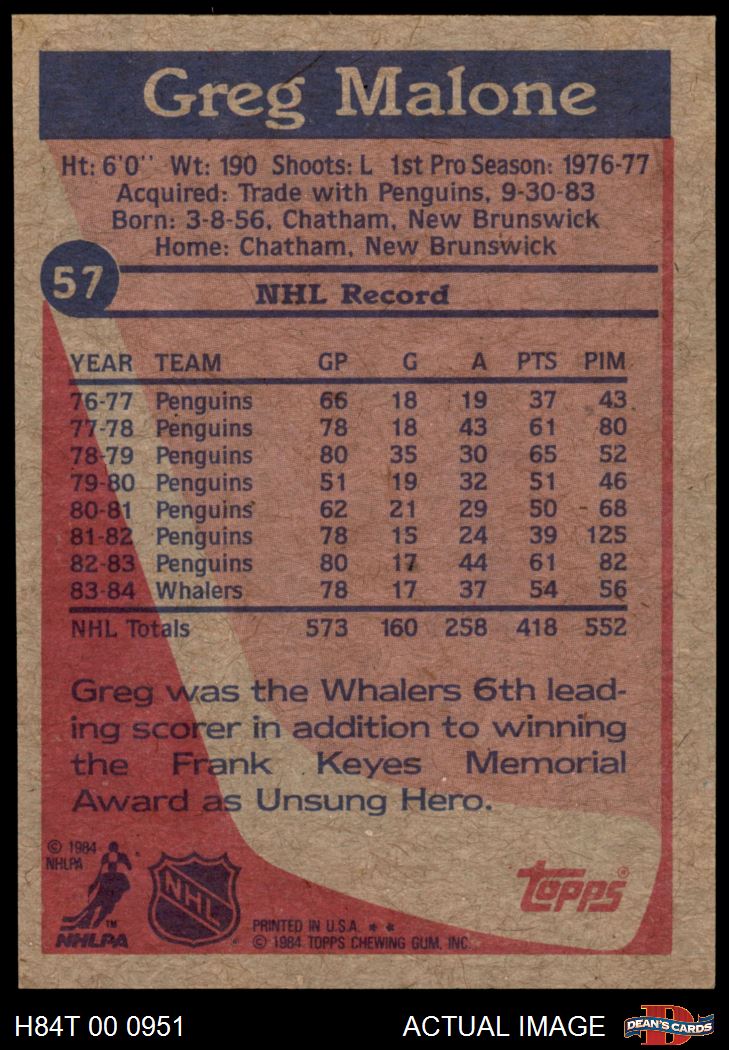 Greg Malone
Ht: 6'0'' Wt: 190 Shoots: L 1st Pro Season: 1976-77
Acquired: Trade with Penguins, 9-30-83
Born: 3-8-56, Chatham, New Brunswick
Home: Chatham, New Brunswick
57
NHL Record
YEAR TEAM GP G A PTS PIM
76-77 Penguins 66 18 19 37 43
77-78 Penguins 78 18 43 61 80
78-79 Penguins 80 35 30 65 52
79-80 Penguins 51 19 32 51 46
80-81 Penguins 62 21 29 50 68
81-82 Penguins 78 15 24 39 125
82-83 Penguins 80 17 44 61 82
83-84 Whalers 78 17 37 54 56
NHL Totals 573 160 258 418 552
Greg was the Whalers 6th lead-
ing scorer in addition to winning
the Frank Keyes Memorial
Award as Unsung Hero.
© 1984
NHLPA
TM
NHLPA
NHL
PRINTED IN U.S.A. * *
© 1984 TOPPS CHEWING GUM, INC.
topps®
H84T 00 0951
ACTUAL IMAGE
D
DEAN'S CARDS